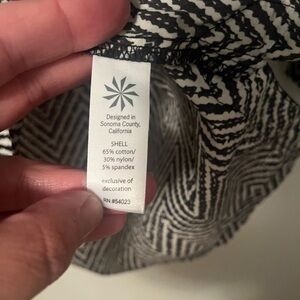 Designed in
Sonoma County,
California
SHELL
65% cotton/
30% nylon/
5% spandex
exclusive of
decoration
RN #54023